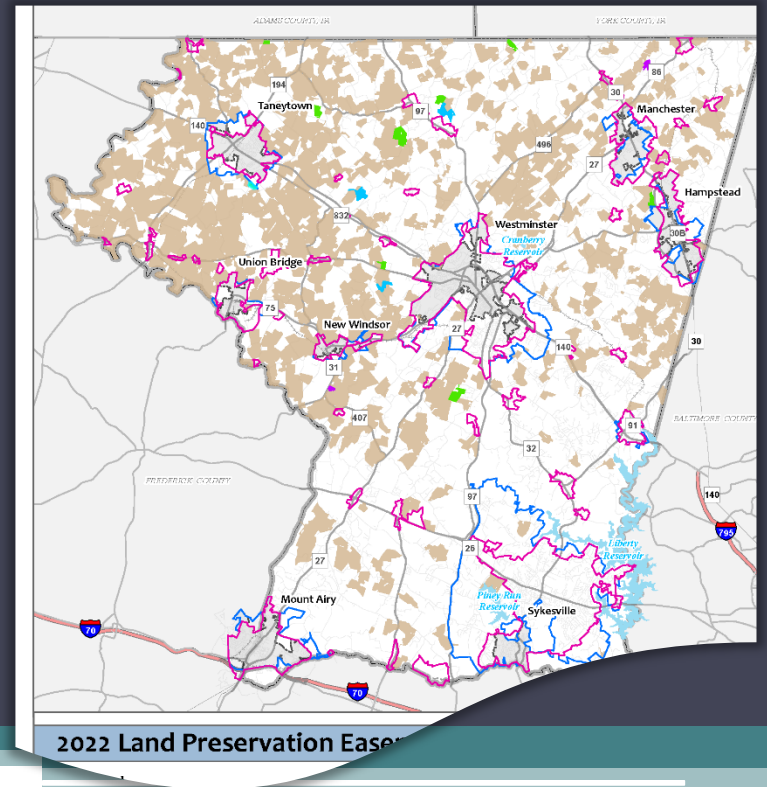 ADAMS COUNTY, PA
YORK COUNTY, PA
194
86
30
Taneytown
97
Manchester
140
496
27
Hampstead
832
Westminster
30B
Cranberry
Reservoir
Union Bridge
75
New Windsor
27
140
30
31
407
91
BALTIMORE COUNTY
32
FREDERICK COUNTY
97
140
795
26
Liberty
Reservoir
27
Piney Run
Reservoir
Mount Airy
Sykesville
70
70
2022 Land Preservation